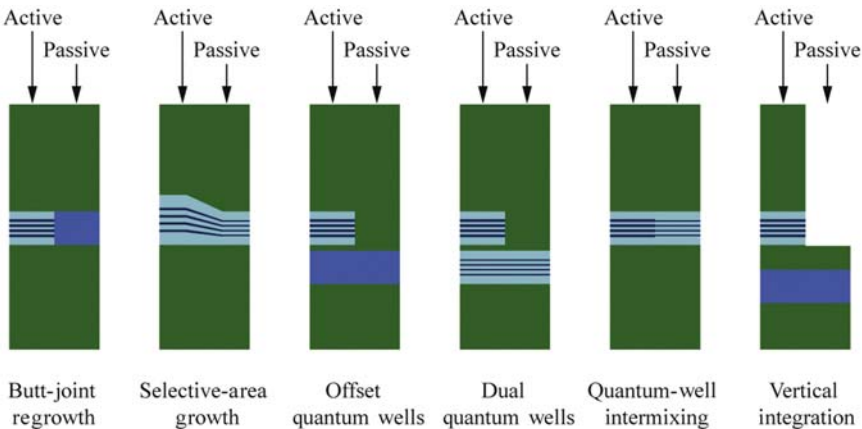 Active Active Active Active Active Active
Passive Passive Passive Passive Passive Passive
Butt-joint Selective-area Offset Dual Quantum-well Vertical
regrowth growth quantum wells quantum wells intermixing integration